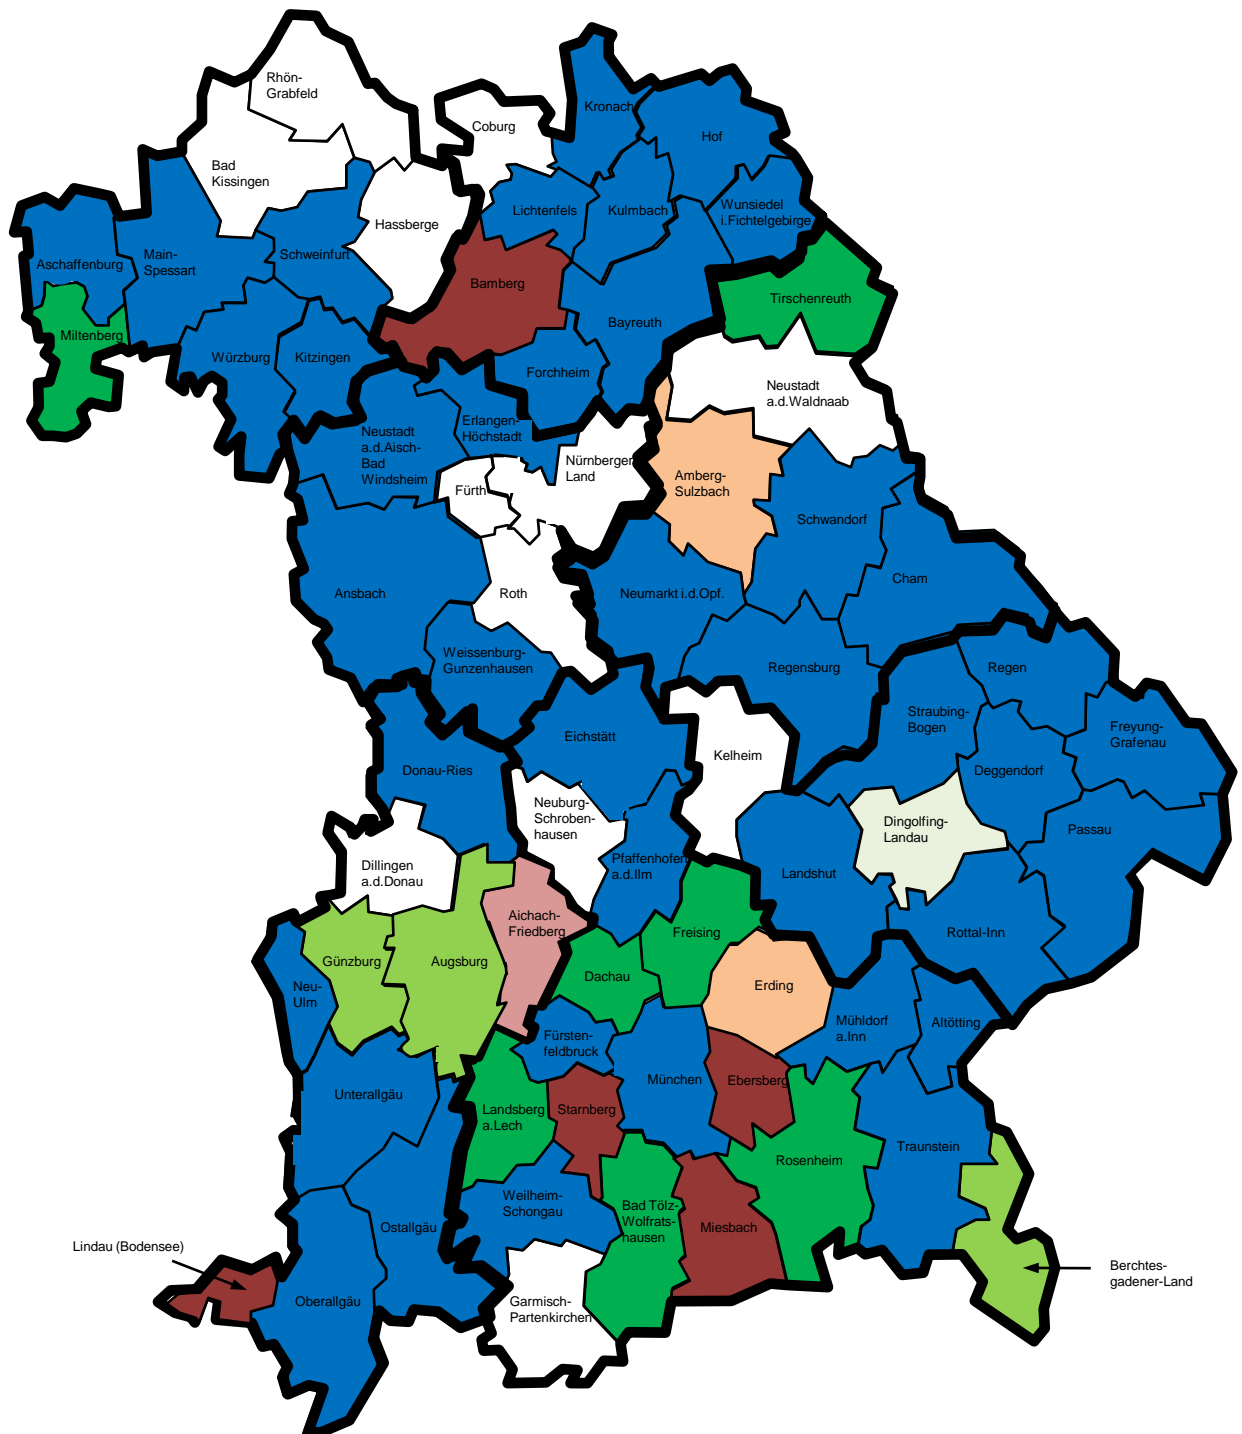 Rhön-
Grabfeld
Kronach
Coburg
Hof
Bad
Kissingen
Lichtenfels
Kulmbach
Wunsiedel
i.Fichtelgebirge
Hassberge
Aschaffenburg
Main-
Spessart
Schweinfurt
Bamberg
Tirschenreuth
Miltenberg
Bayreuth
Würzburg
Kitzingen
Forchheim
Neustadt
a.d.Waldnaab
Neustadt
a.d.Aisch-
Bad
Windsheim
Erlangen-
Höchstadt
Nürnberger
Land
Fürth
Amberg-
Sulzbach
Schwandorf
Cham
Ansbach
Roth
Neumarkt i.d.Opf.
Weissenburg-
Gunzenhausen
Regensburg
Regen
Straubing-
Bogen
Freyung-
Grafenau
Eichstätt
Kelheim
Donau-Ries
Deggendorf
Neuburg-
Schroben-
hausen
Dingolfing-
Landau
Passau
Dillingen
a.d.Donau
Pfaffenhofen
a.d.Ilm
Landshut
Aichach-
Friedberg
Freising
Rottal-Inn
Günzburg
Augsburg
Dachau
Erding
Neu-
Ulm
Fürsten-
feldbruck
Mühldorf
a.Inn
Altötting
Unterallgäu
München
Ebersberg
Landsberg
a.Lech
Starnberg
Traunstein
Rosenheim
Weilheim-
Schongau
Bad Tölz-
Wolfrats-
hausen
Miesbach
Ostallgäu
Lindau (Bodensee)
Oberallgäu
Garmisch-
Partenkirchen
Berchtes-
gadener-Land